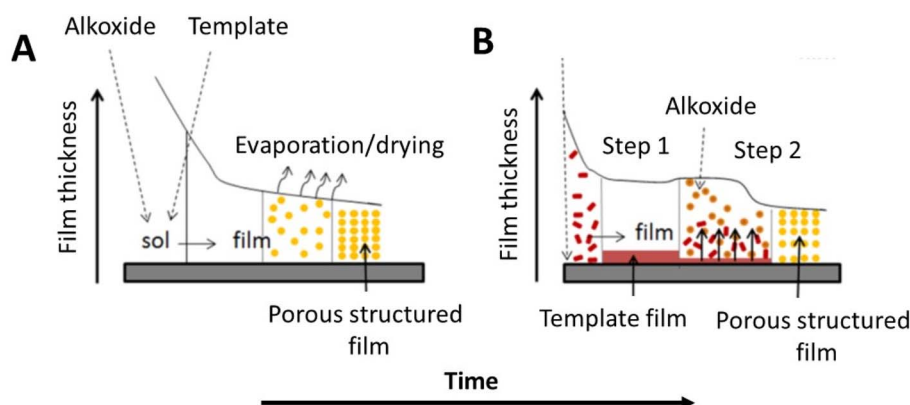 A
Alkoxide
Template
Film thickness
Evaporation/drying
sol
film
Porous structured
film
B
Film thickness
Step 1
Alkoxide
Step 2
film
Template film
Porous structured
film
Time